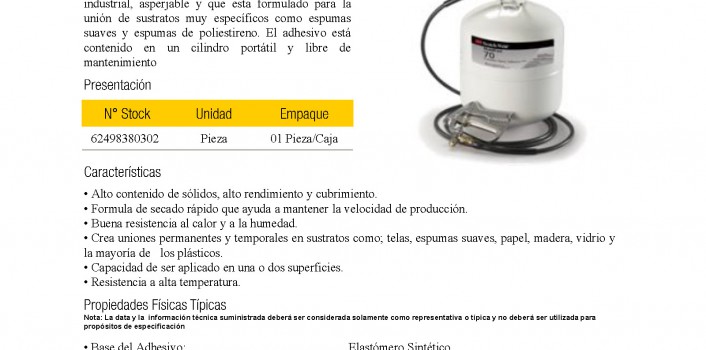 industrial, asperjable y que está formulado para la
unión de sustratos muy específicos como espumas
suaves y espumas de poliestireno. El adhesivo está
contenido en un cilindro portátil y libre de
mantenimiento
70
Presentación
N° Stock Unidad Empaque
62498380302 Pieza 01 Pieza/Caja
Características
• Alto contenido de sólidos, alto rendimiento y cubrimiento.
• Formula de secado rápido que ayuda a mantener la velocidad de producción.
• Buena resistencia al calor y a la humedad.
• Crea uniones permanentes y temporales en sustratos como; telas, espumas suaves, papel, madera, vidrio y
la mayoría de los plásticos.
• Capacidad de ser aplicado en una o dos superficies.
• Resistencia a alta temperatura.
Propiedades Físicas Típicas
Nota: La data y la información técnica suministrada deberá ser considerada solamente como representativa o típica y no deberá ser utilizada para
propósitos de especificación
• Base del Adhesivo: Elastómero Sintético